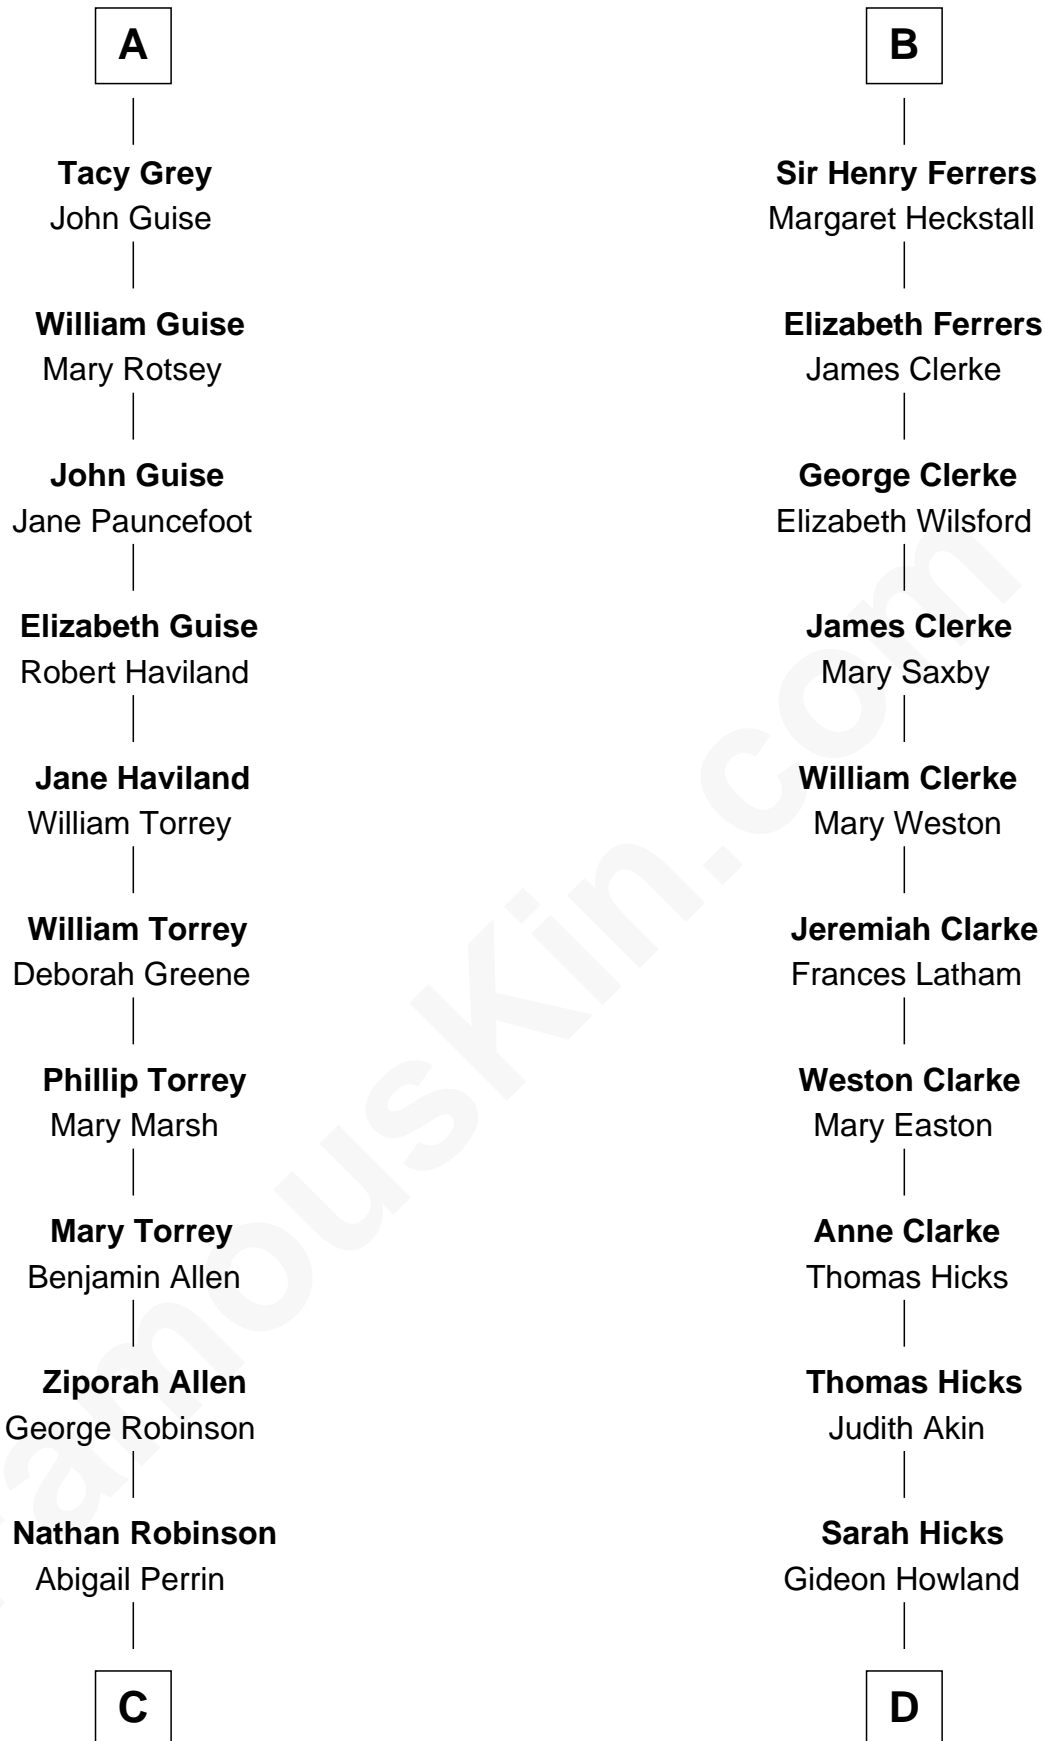 A
Tacy Grey
John Guise
William Guise
Mary Rotsey
John Guise
Jane Pauncefoot
Elizabeth Guise
Robert Haviland
Jane Haviland
William Torrey
William Torrey
Deborah Greene
Phillip Torrey
Mary Marsh
Mary Torrey
Benjamin Allen
Ziporah Allen
George Robinson
Nathan Robinson
Abigail Perrin
C
B
Sir Henry Ferrers
Margaret Heckstall
Elizabeth Ferrers
James Clerke
George Clerke
Elizabeth Wilsford
James Clerke
Mary Saxby
William Clerke
Mary Weston
Jeremiah Clarke
Frances Latham
Weston Clarke
Mary Easton
Anne Clarke
Thomas Hicks
Thomas Hicks
Judith Akin
Sarah Hicks
Gideon Howland
D
FamousKin.com